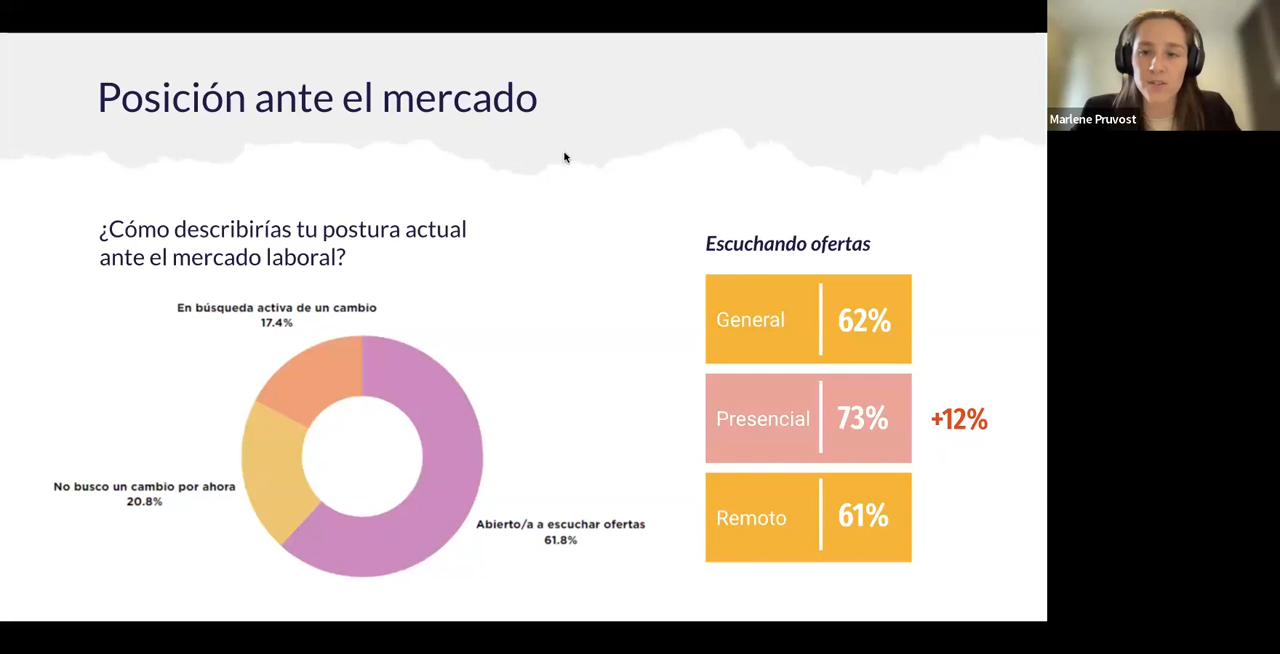 Posición ante el mercado
Marlene Pruvost
¿Cómo describirías tu postura actual
ante el mercado laboral?
En búsqueda activa de un cambio
17.4%
No busco un cambio por ahora
20.8%
Abierto/a a escuchar ofertas
61.8%
Escuchando ofertas
General 62%
Presencial 73% +12%
Remoto 61%